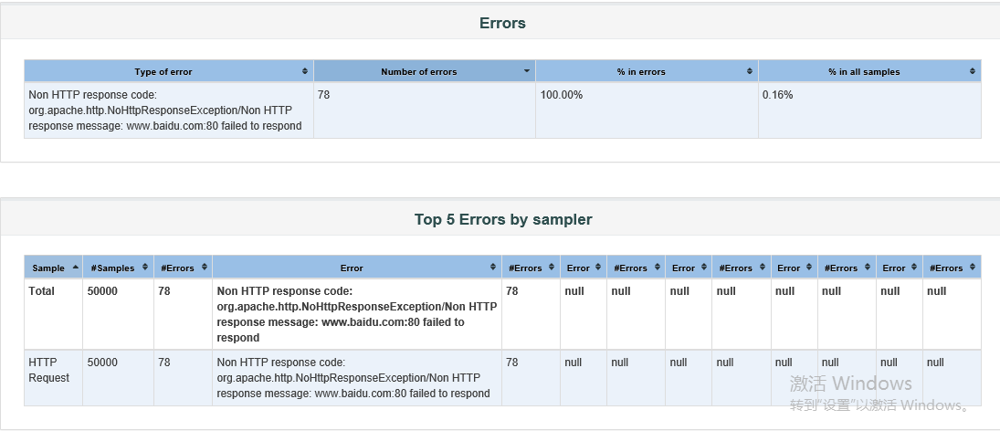 Errors
Type of error Number of errors % in errors % in all samples
Non HTTP response code: 78 100.00% 0.16%
org.apache.http.NoHttpResponseException/Non HTTP
response message: www.baidu.com:80 failed to respond
Top 5 Errors by sampler
Sample #Samples #Errors Error #Errors Error #Errors Error #Errors Error #Errors Error #Errors
Total 50000 78 Non HTTP response code: 78 null null null null null null null null
org.apache.http.NoHttpResponseException/Non HTTP
response message: www.baidu.com:80 failed to
respond
HTTP 50000 78 Non HTTP response code: 78 null null null null null null null null
Request org.apache.http.NoHttpResponseException/Non HTTP
response message: www.baidu.com:80 failed to respond
激活 Windows
转到"设置"以激活 Windows。